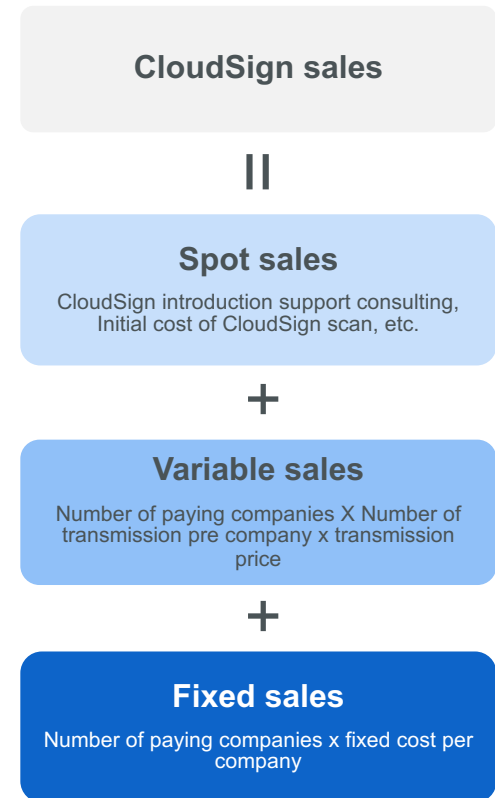 CloudSign sales
=
Spot sales
CloudSign introduction support consulting,
Initial cost of CloudSign scan, etc.
+
Variable sales
Number of paying companies X Number of
transmission pre company x transmission
price
+
Fixed sales
Number of paying companies x fixed cost per
company